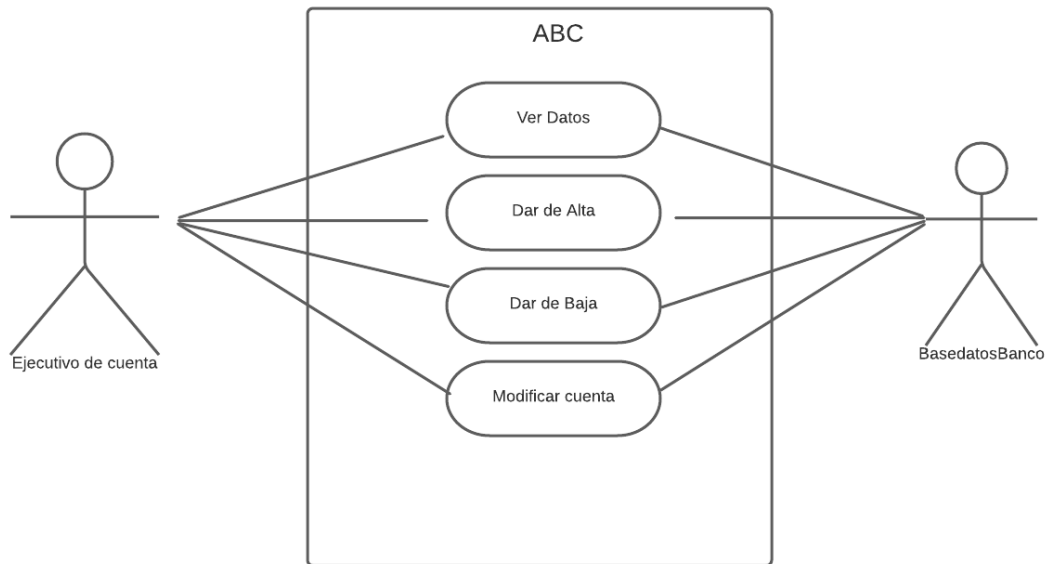 ABC
Ver Datos
Dar de Alta
Dar de Baja
Modificar cuenta
Ejecutivo de cuenta
BasedatosBanco